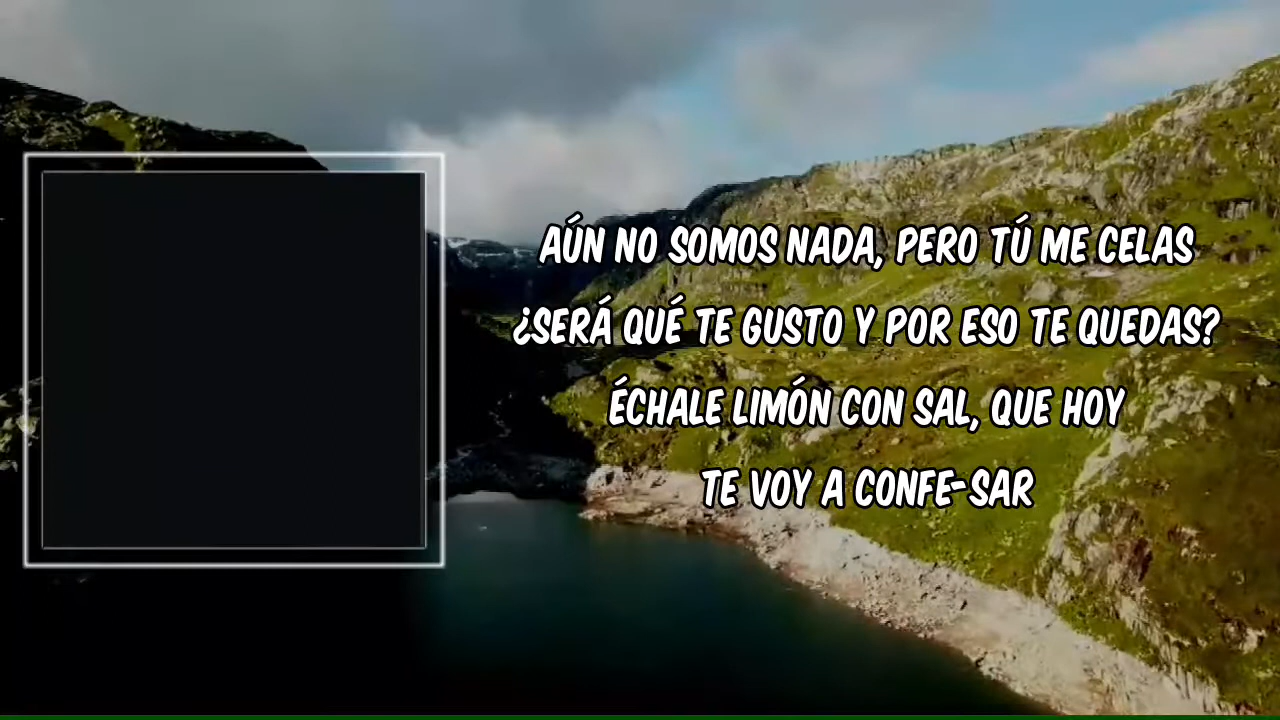 AÚN NO SOMOS NADA, PERO TÚ ME CELAS
¿SERÁ QUÉ TE GUSTO Y POR ESO TE QUEDAS?
ÉCHALE LIMÓN CON SAL, QUE HOY
TE VOY A CONFE-SAR